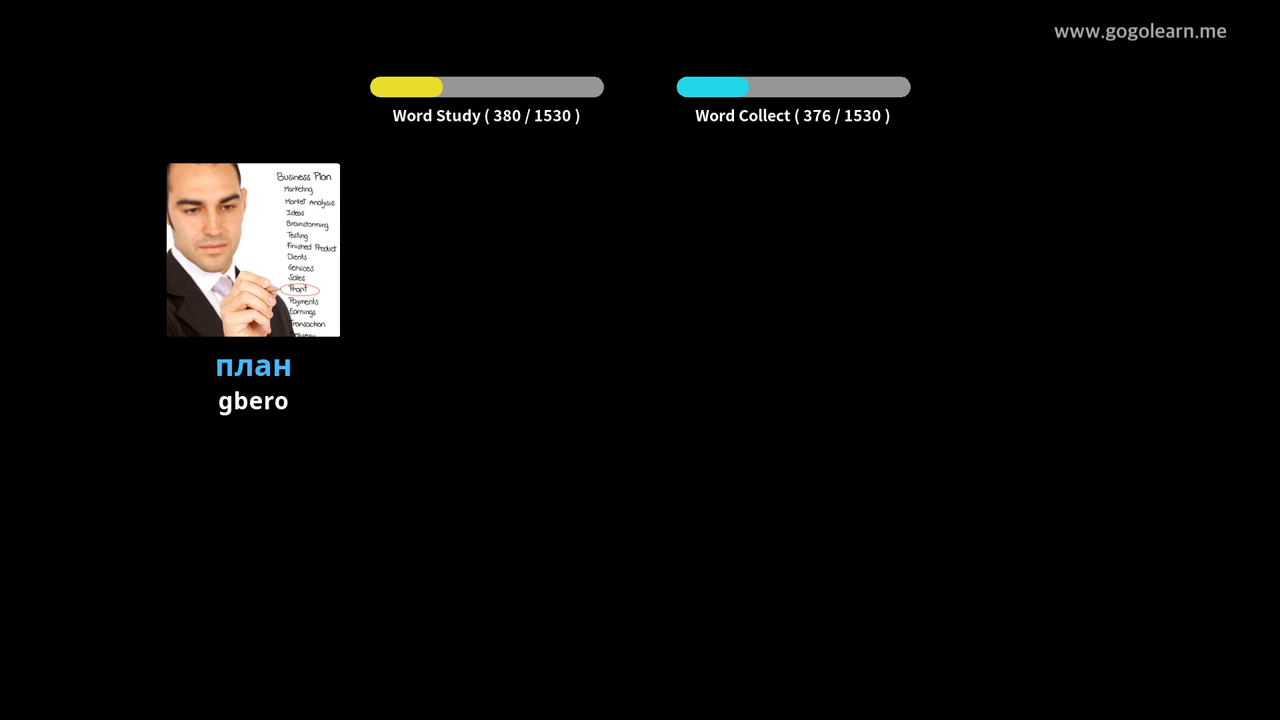 www.gogolearn.me
Word Study ( 380 / 1530 )
Word Collect ( 376 / 1530 )
Business Plan
Marketing
Market Analysis
Ideas
Brainstorming
Testing
Finished Product
Clients
Services
Sales
Profit
Payments
Earnings
Transaction
Delivery
план
gbero